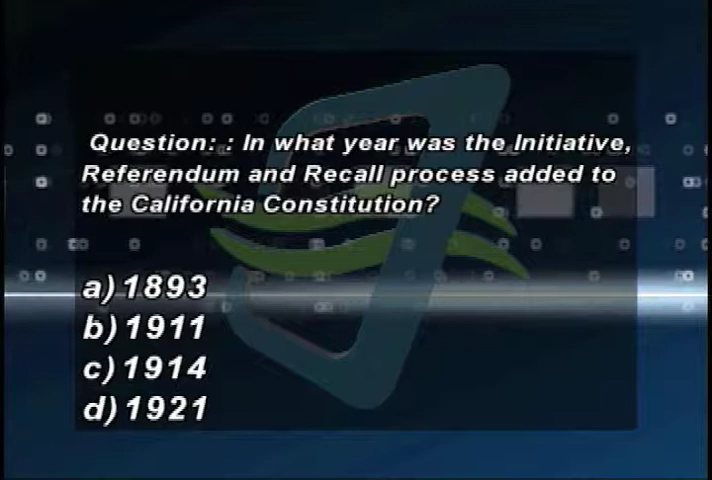 Question: : In what year was the Initiative,
Referendum and Recall process added to
the California Constitution?
a) 1893
b) 1911
c) 1914
d) 1921